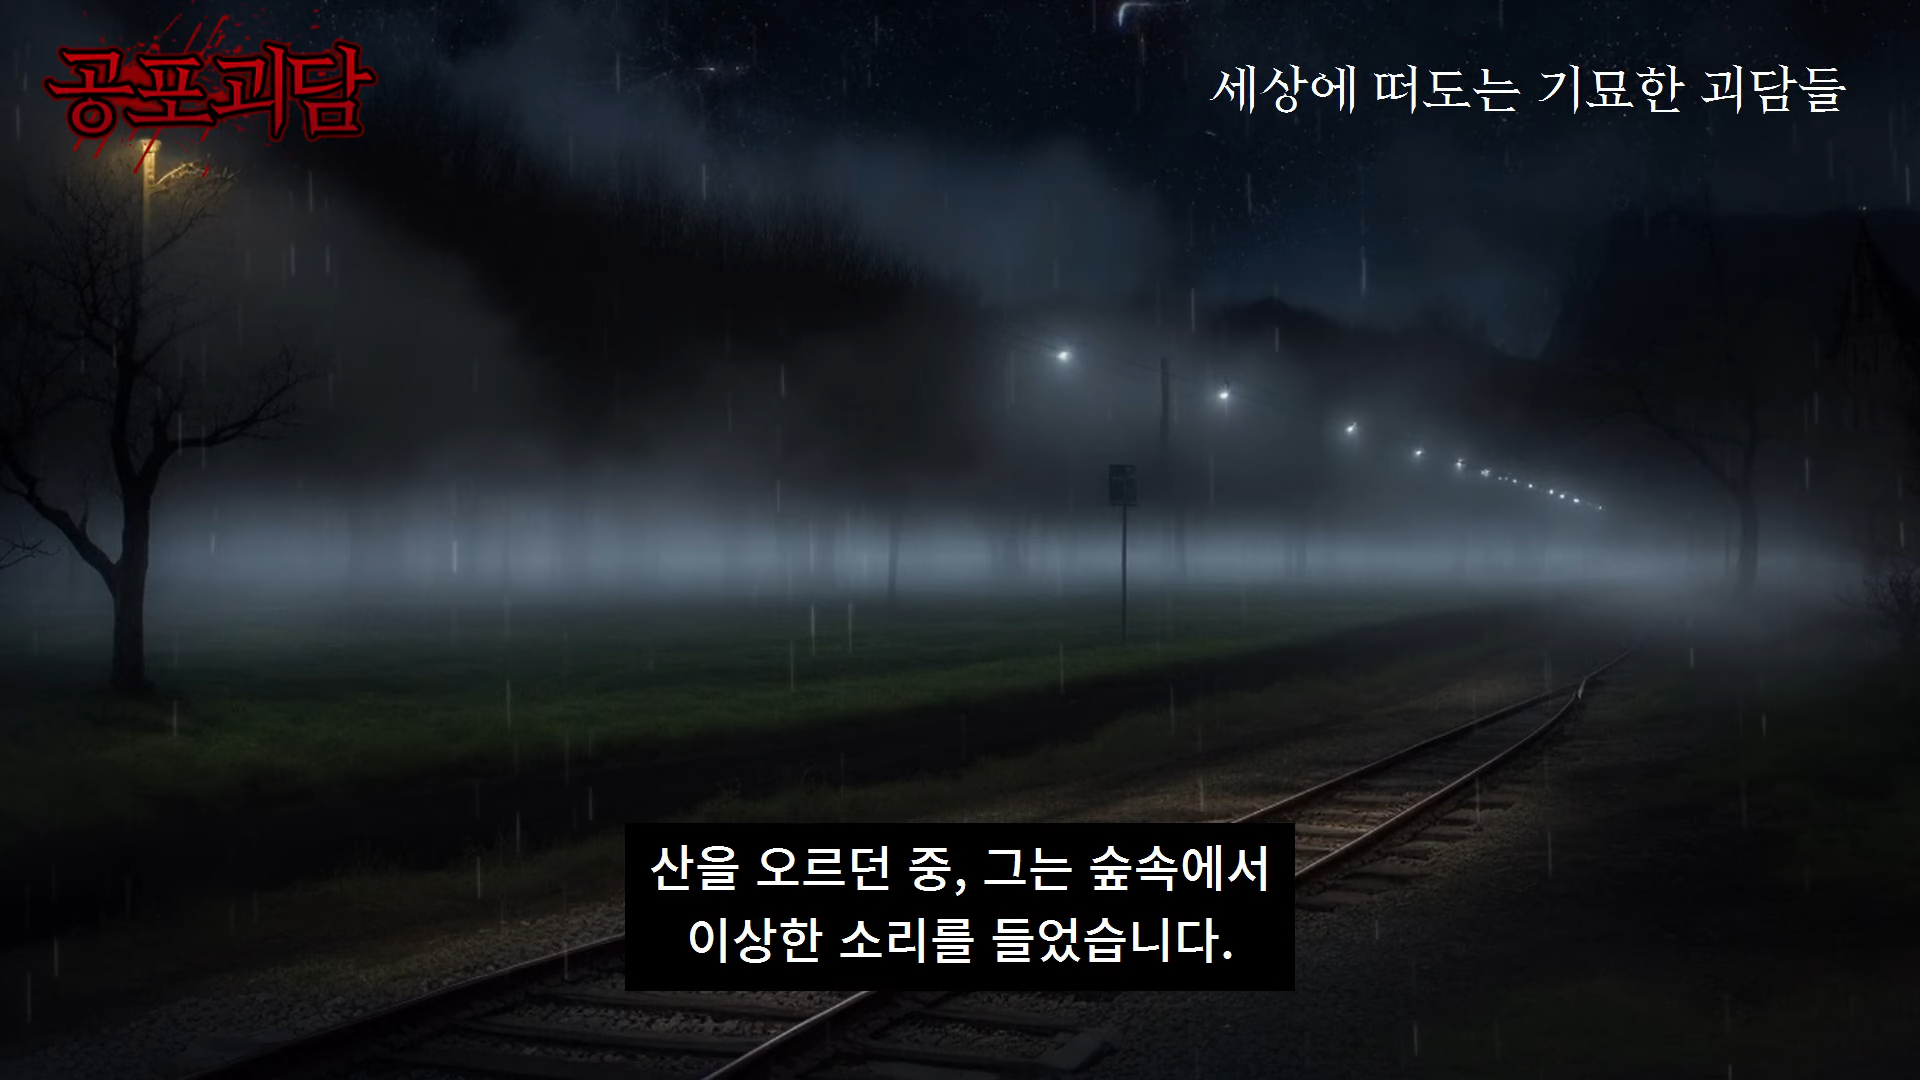 공포괴담
세상에 떠도는 기묘한 괴담들
산을 오르던 중, 그는 숲속에서
이상한 소리를 들었습니다.